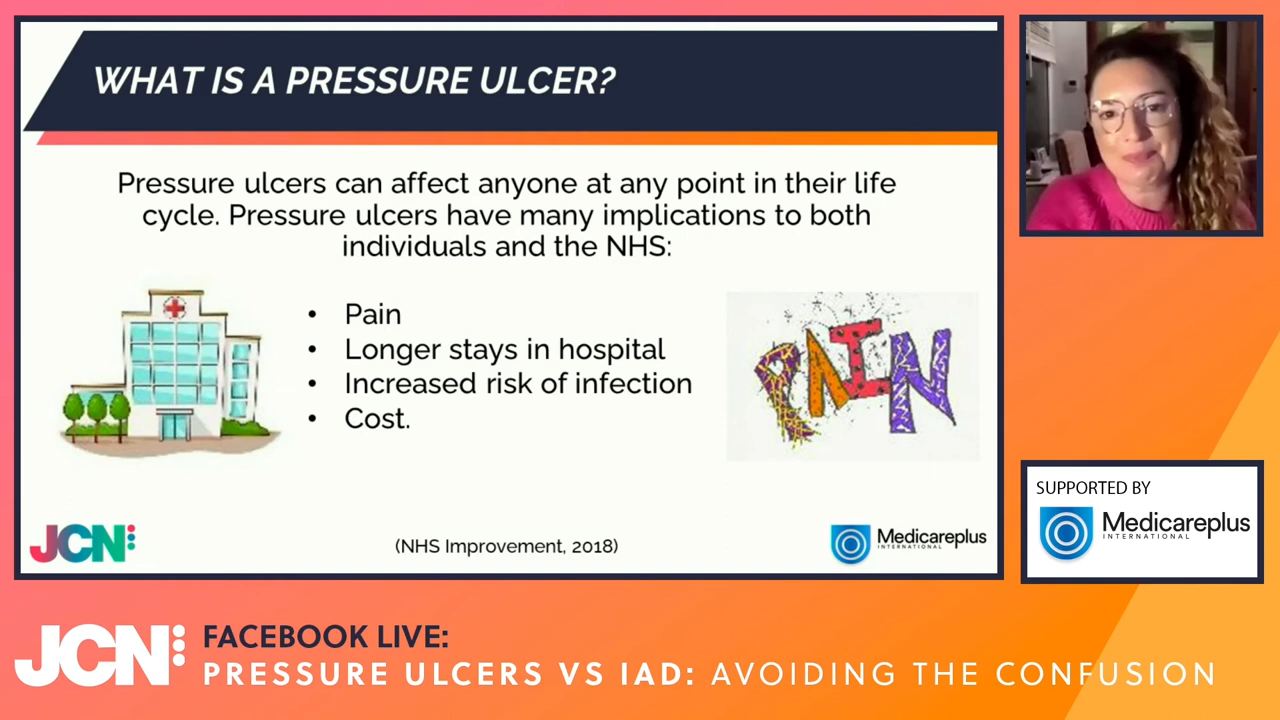 WHAT IS A PRESSURE ULCER?
Pressure ulcers can affect anyone at any point in their life
cycle. Pressure ulcers have many implications to both
individuals and the NHS:
• Pain
• Longer stays in hospital
• Increased risk of infection
• Cost.
PAIN
JCN
(NHS Improvement, 2018)
Medicareplus
INTERNATIONAL
SUPPORTED BY
Medicareplus
INTERNATIONAL
JCN
FACEBOOK LIVE:
PRESSURE ULCERS VS IAD: AVOIDING THE CONFUSION